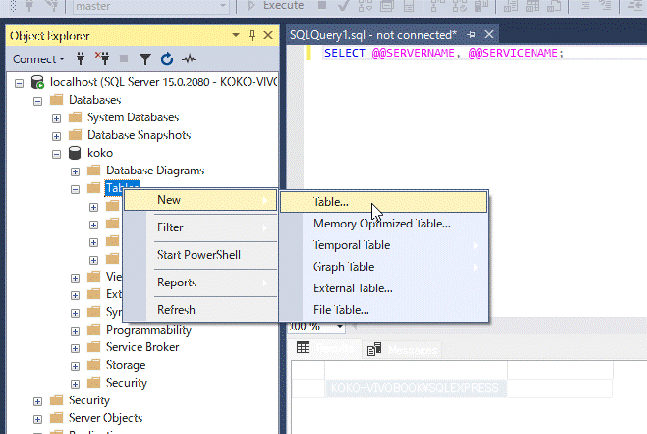 master
Execute
Object Explorer
SQLQuery1.sql - not connected*
Connect
SELECT @@SERVERNAME, @@SERVICENAME;
localhost (SQL Server 15.0.2080 - KOKO-VIVO
Databases
System Databases
Database Snapshots
koko
Database Diagrams
Tables
New
Table...
Memory Optimized Table...
Filter
Temporal Table
Start PowerShell
Graph Table
Reports
External Table...
Refresh
File Table...
Vie
Ext
Syn
100 %
Programmability
Service Broker
Results
Messages
Storage
Security
KOKO-VIVOBOOK¥SQLEXPRESS
Security
Server Objects